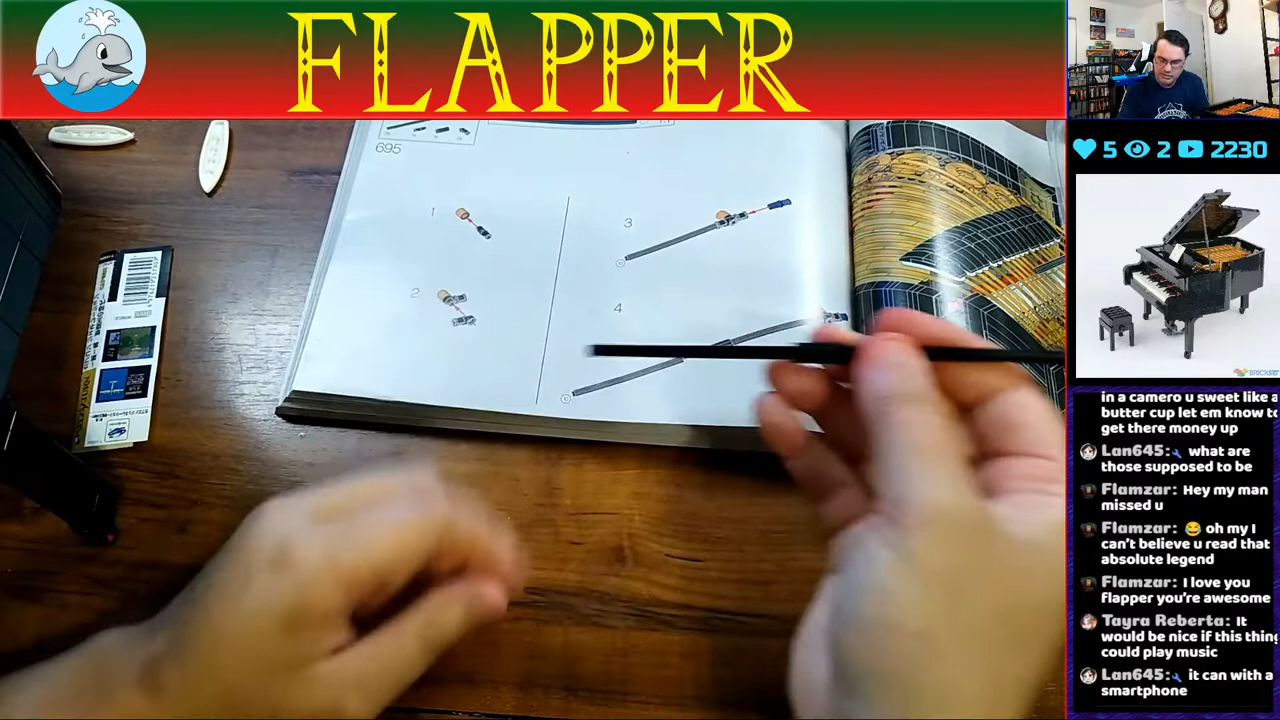 FLAPPER
5 2 2230
695
1
2
3
4
BRICKSET
in a camero u sweet like a
butter cup let em know to
get there money up
Lan645: what are
those supposed to be
Flamzar: Hey my man
missed u
Flamzar: 😂 oh my I
can't believe u read that
absolute legend
Flamzar: I love you
flapper you're awesome
Tayra Reberta: It
would be nice if this thing
could play music
Lan645: it can with a
smartphone